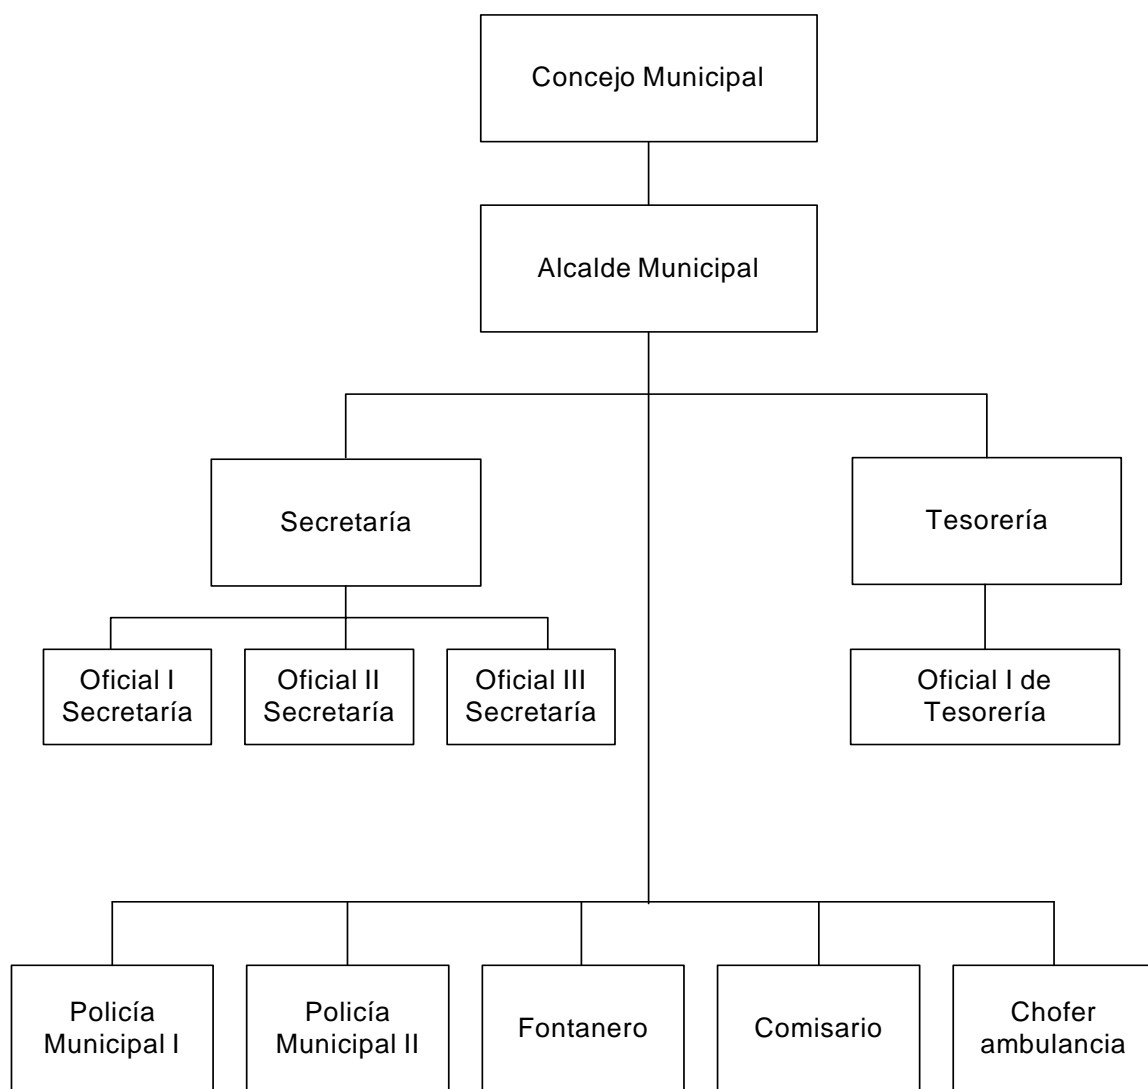 Concejo Municipal
Alcalde Municipal
Secretaría
Tesorería
Oficial I
Secretaría
Oficial II
Secretaría
Oficial III
Secretaría
Oficial I de
Tesorería
Policía
Municipal I
Policía
Municipal II
Fontanero
Comisario
Chofer
ambulancia